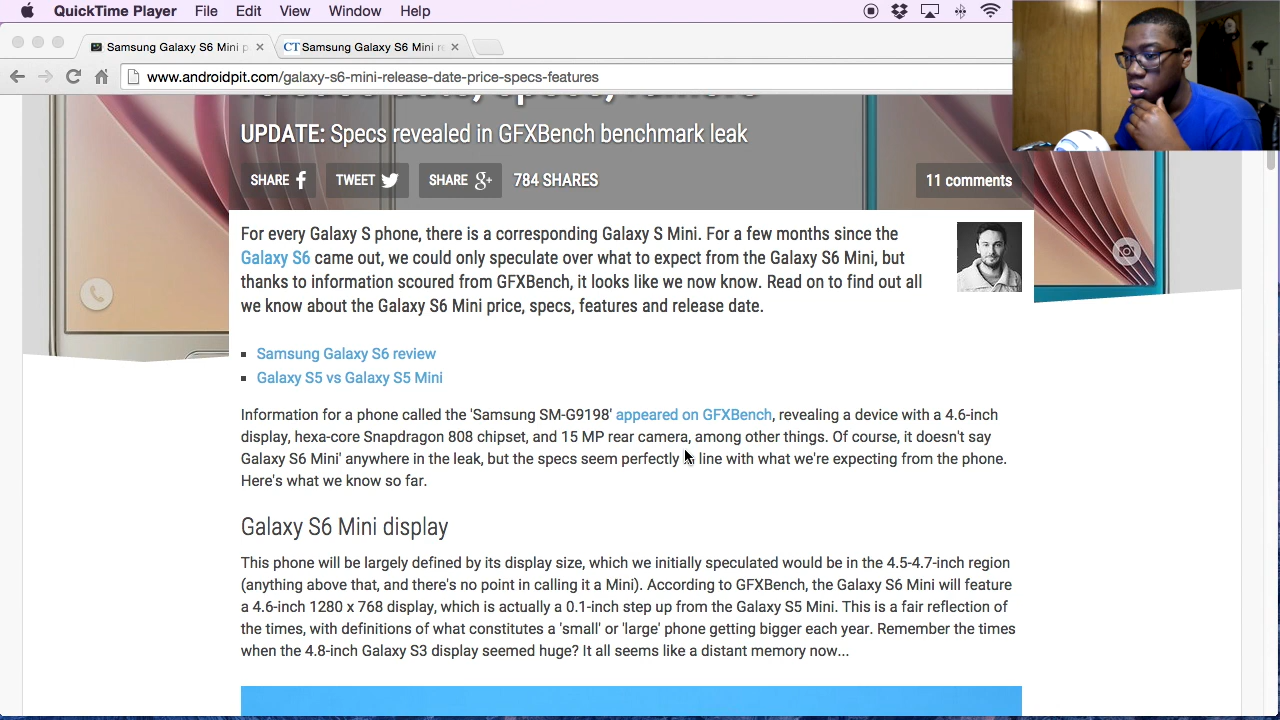 QuickTime Player File Edit View Window Help
Samsung Galaxy S6 Mini p
CT Samsung Galaxy S6 Mini r
www.androidpit.com/galaxy-s6-mini-release-date-price-specs-features
UPDATE: Specs revealed in GFXBench benchmark leak
SHARE f TWEET SHARE g+ 784 SHARES 11 comments
For every Galaxy S phone, there is a corresponding Galaxy S Mini. For a few months since the
Galaxy S6 came out, we could only speculate over what to expect from the Galaxy S6 Mini, but
thanks to information scoured from GFXBench, it looks like we now know. Read on to find out all
we know about the Galaxy S6 Mini price, specs, features and release date.
Samsung Galaxy S6 review
Galaxy S5 vs Galaxy S5 Mini
Information for a phone called the 'Samsung SM-G9198' appeared on GFXBench, revealing a device with a 4.6-inch
display, hexa-core Snapdragon 808 chipset, and 15 MP rear camera, among other things. Of course, it doesn't say
Galaxy S6 Mini' anywhere in the leak, but the specs seem perfectly line with what we're expecting from the phone.
Here's what we know so far.
Galaxy S6 Mini display
This phone will be largely defined by its display size, which we initially speculated would be in the 4.5-4.7-inch region
(anything above that, and there's no point in calling it a Mini). According to GFXBench, the Galaxy S6 Mini will feature
a 4.6-inch 1280 x 768 display, which is actually a 0.1-inch step up from the Galaxy S5 Mini. This is a fair reflection of
the times, with definitions of what constitutes a 'small' or 'large' phone getting bigger each year. Remember the times
when the 4.8-inch Galaxy S3 display seemed huge? It all seems like a distant memory now...